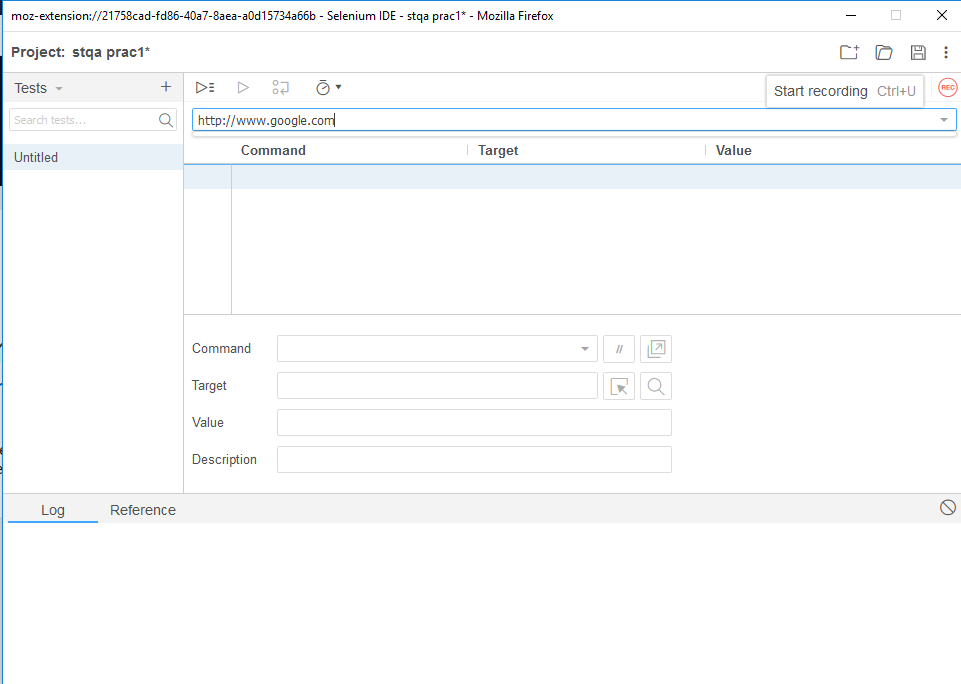 moz-extension://21758cad-fd86-40a7-8aea-a0d15734a66b - Selenium IDE - stqa prac1* - Mozilla Firefox
Project: stqa prac1*
Tests
Start recording Ctrl+U
REC
Search tests...
http://www.google.com
Untitled
Command Target Value
Command
//
Target
Value
Description
Log Reference